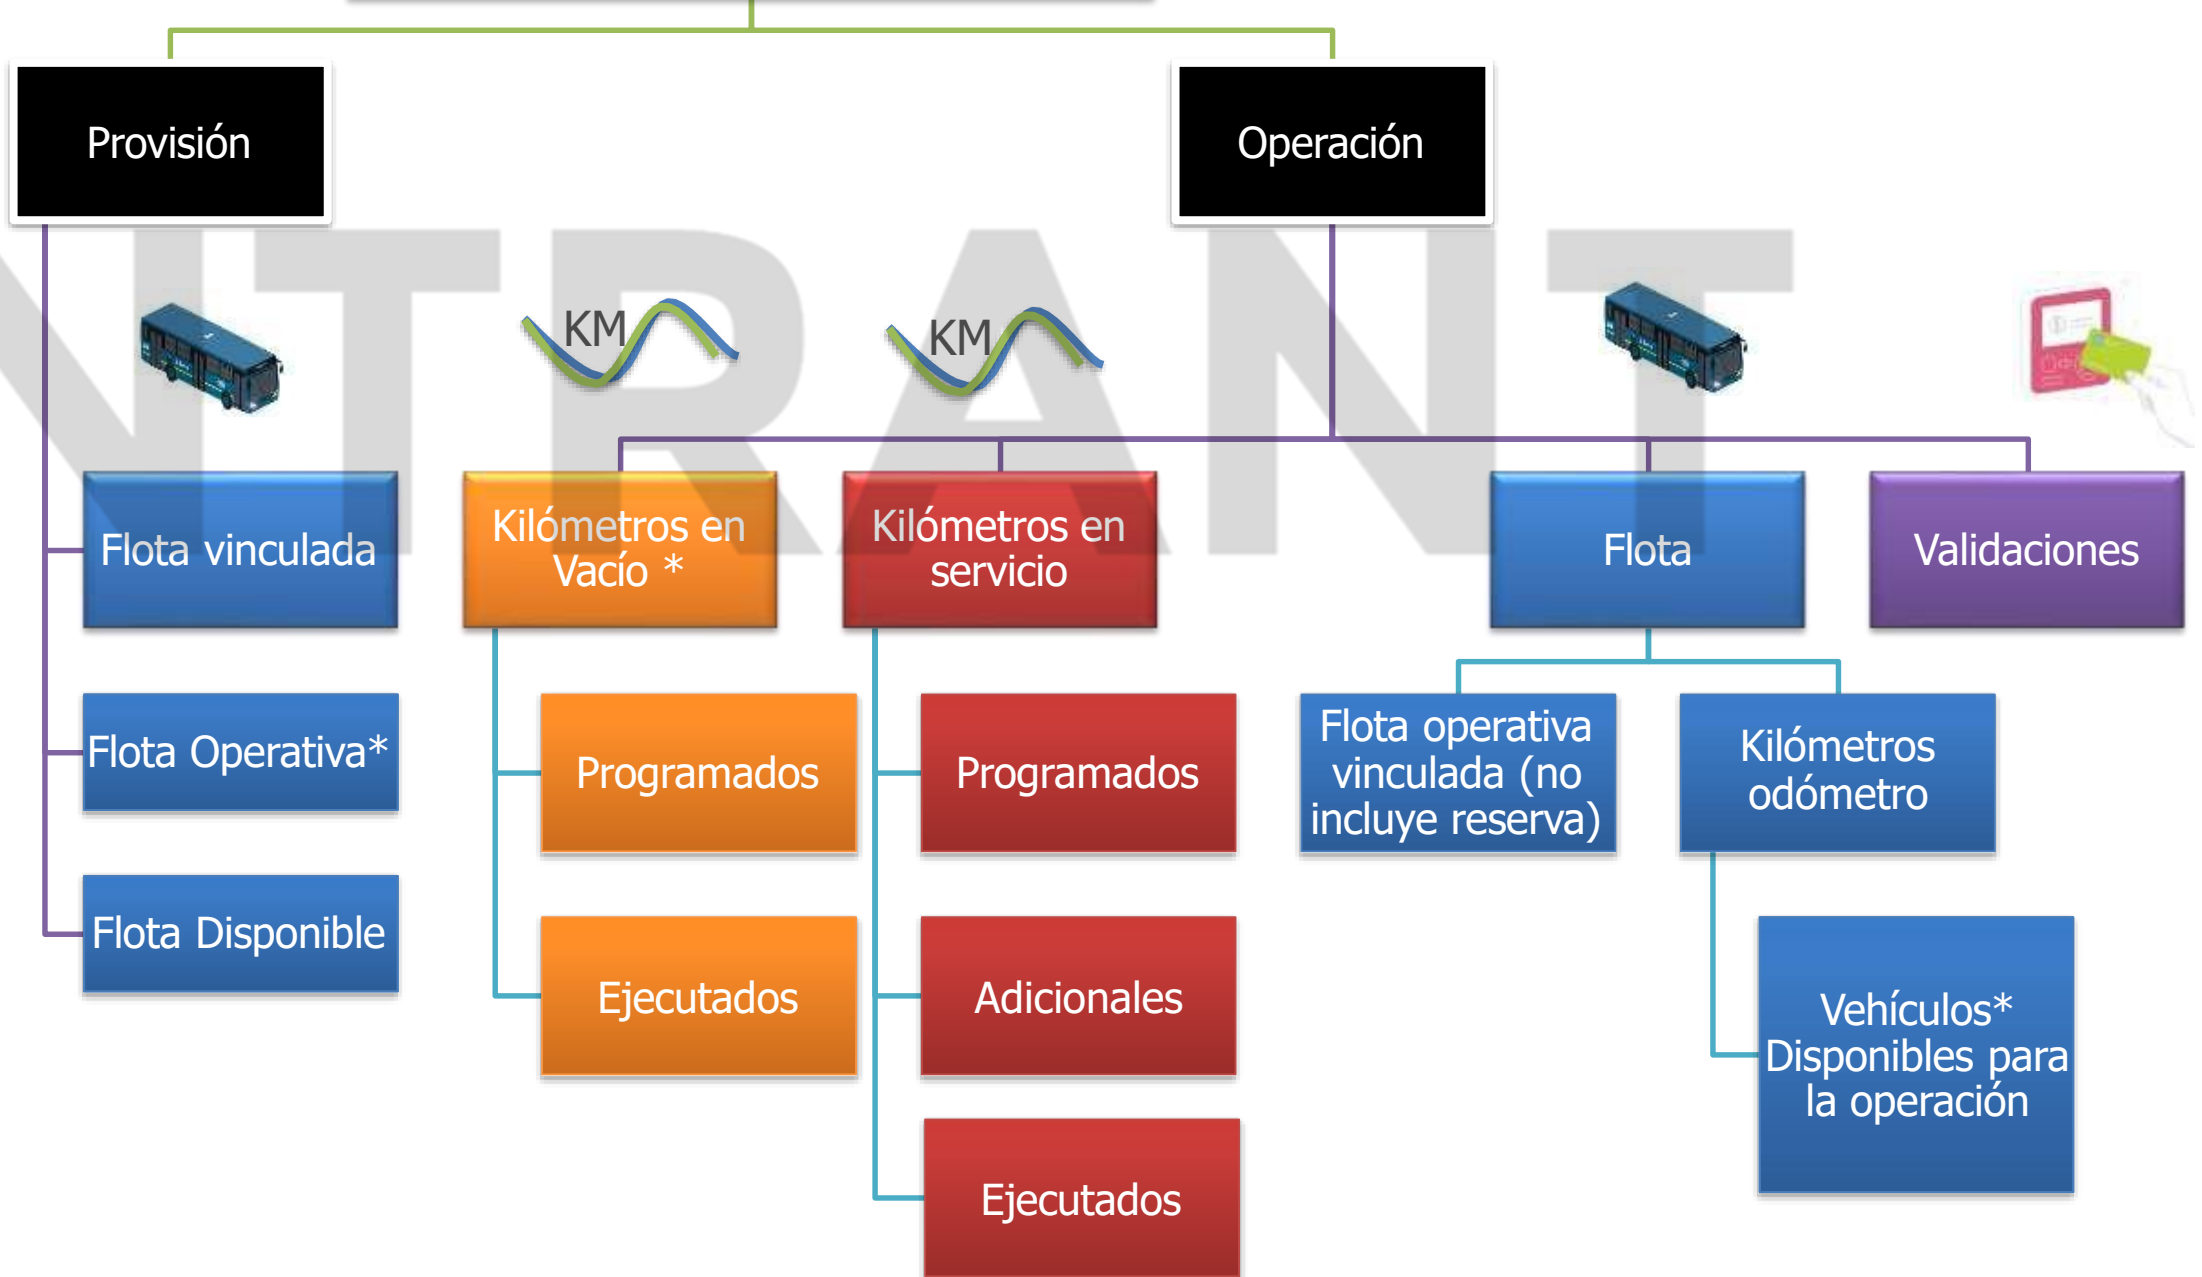 Provisión
Operación
NTRANT
KM
KM
Flota vinculada
Kilómetros en
Vacío *
Kilómetros en
servicio
Flota
Validaciones
Flota Operativa*
Programados
Programados
Flota operativa
vinculada (no
incluye reserva)
Kilómetros
odómetro
Flota Disponible
Ejecutados
Adicionales
Vehículos*
Disponibles para
la operación
Ejecutados